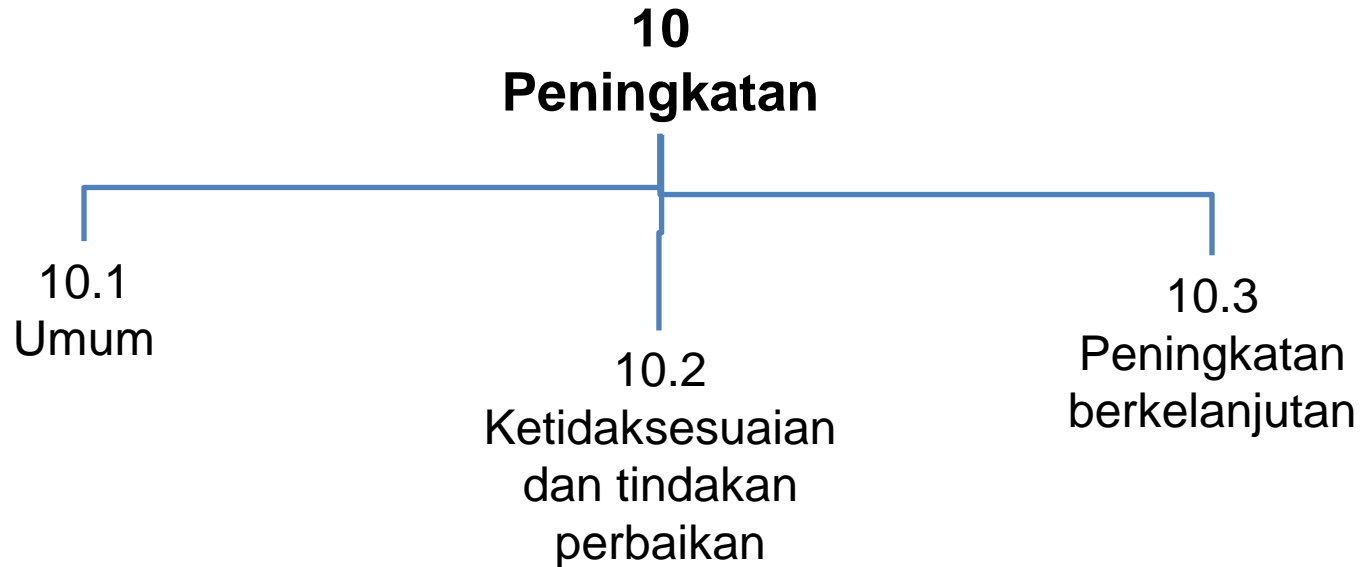 10
Peningkatan
10.1
Umum
10.2
Ketidaksesuaian
dan tindakan
perbaikan
10.3
Peningkatan
berkelanjutan